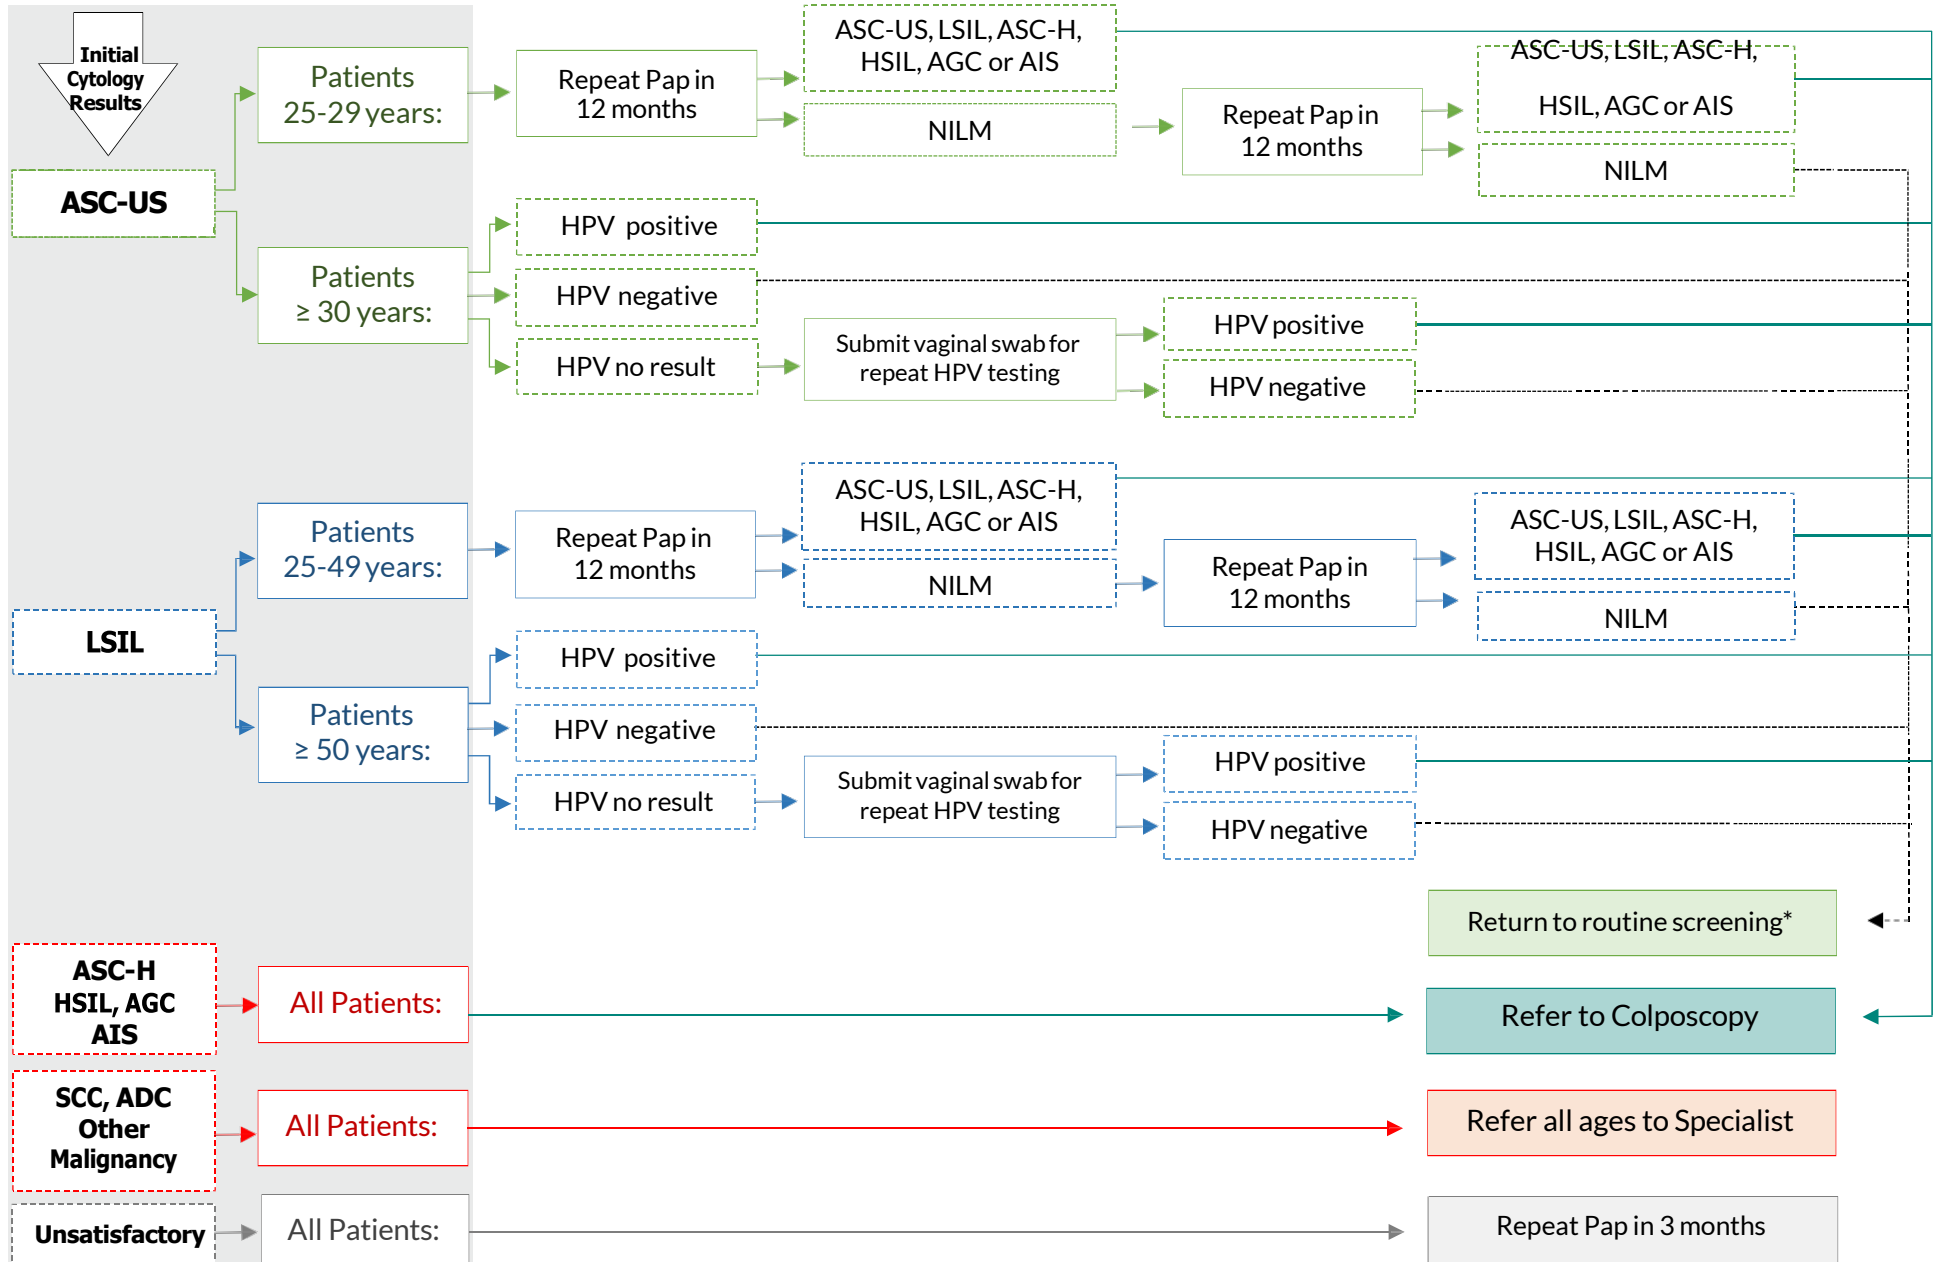 Initial
Cytology
Results
ASC-US
Patients
25-29 years:
Repeat Pap in
12 months
ASC-US, LSIL, ASC-H,
HSIL, AGC or AIS
NILM
Repeat Pap in
12 months
ASC-US, LSIL, ASC-H,
HSIL, AGC or AIS
NILM
Patients
≥ 30 years:
HPV positive
HPV negative
HPV no result
Submit vaginal swab for
repeat HPV testing
HPV positive
HPV negative
LSIL
Patients
25-49 years:
Repeat Pap in
12 months
ASC-US, LSIL, ASC-H,
HSIL, AGC or AIS
NILM
Repeat Pap in
12 months
ASC-US, LSIL, ASC-H,
HSIL, AGC or AIS
NILM
Patients
≥ 50 years:
HPV positive
HPV negative
HPV no result
Submit vaginal swab for
repeat HPV testing
HPV positive
HPV negative
Return to routine screening*
ASC-H
HSIL, AGC
AIS
All Patients:
Refer to Colposcopy
SCC, ADC
Other
Malignancy
All Patients:
Refer all ages to Specialist
Unsatisfactory
All Patients:
Repeat Pap in 3 months